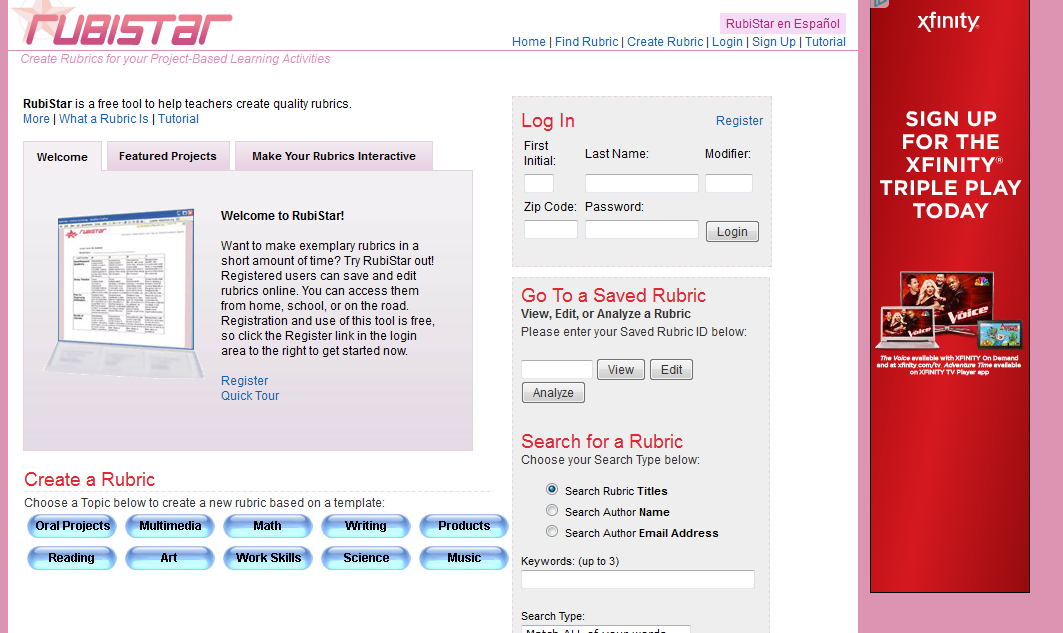 RUBISTAR
RubiStar en Español
Home | Find Rubric | Create Rubric | Login | Sign Up | Tutorial
Create Rubrics for your Project-Based Learning Activities
RubiStar is a free tool to help teachers create quality rubrics.
More | What a Rubric Is | Tutorial
Welcome
Featured Projects
Make Your Rubrics Interactive
Welcome to RubiStar!
Want to make exemplary rubrics in a
short amount of time? Try RubiStar out!
Registered users can save and edit
rubrics online. You can access them
from home, school, or on the road.
Registration and use of this tool is free,
so click the Register link in the login
area to the right to get started now.
Register
Quick Tour
Create a Rubric
Choose a Topic below to create a new rubric based on a template:
Oral Projects Multimedia Math Writing Products
Reading Art Work Skills Science Music
Log In
Register
First
Initial:
Last Name:
Modifier:
Zip Code:
Password:
Login
Go To a Saved Rubric
View, Edit, or Analyze a Rubric
Please enter your Saved Rubric ID below:
View
Edit
Analyze
Search for a Rubric
Choose your Search Type below:
Search Rubric Titles
Search Author Name
Search Author Email Address
Keywords: (up to 3)
Search Type:
Match ALL of your words
xfinity
SIGN UP
FOR THE
XFINITY®
TRIPLE PLAY
TODAY
The Voice available with XFINITY On Demand
and at xfinity.com/tv. Adventure Time available
on XFINITY TV Player app